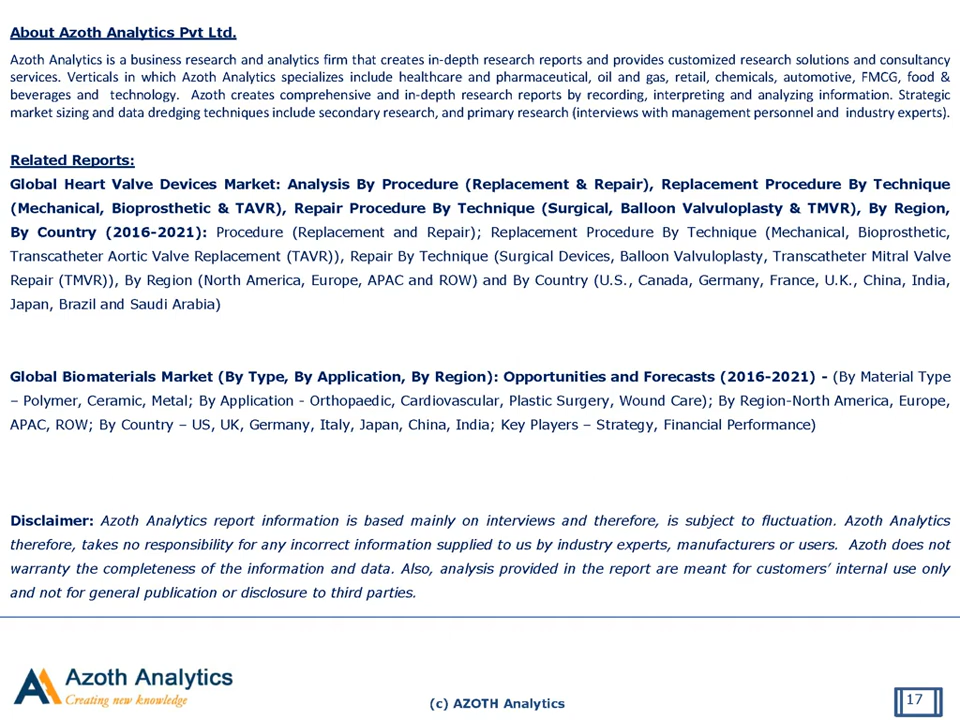 About Azoth Analytics Pvt Ltd.
Azoth Analytics is a business research and analytics firm that creates in-depth research reports and provides customized research solutions and consultancy
services. Verticals in which Azoth Analytics specializes include healthcare and pharmaceutical, oil and gas, retail, chemicals, automotive, FMCG, food &
beverages and technology. Azoth creates comprehensive and in-depth research reports by recording, interpreting and analyzing information. Strategic
market sizing and data dredging techniques include secondary research, and primary research (interviews with management personnel and industry experts).
Related Reports:
Global Heart Valve Devices Market: Analysis By Procedure (Replacement & Repair), Replacement Procedure By Technique
(Mechanical, Bioprosthetic & TAVR), Repair Procedure By Technique (Surgical, Balloon Valvuloplasty & TMVR), By Region,
By Country (2016-2021): Procedure (Replacement and Repair); Replacement Procedure By Technique (Mechanical, Bioprosthetic,
Transcatheter Aortic Valve Replacement (TAVR)), Repair By Technique (Surgical Devices, Balloon Valvuloplasty, Transcatheter Mitral Valve
Repair (TMVR)), By Region (North America, Europe, APAC and ROW) and By Country (U.S., Canada, Germany, France, U.K., China, India,
Japan, Brazil and Saudi Arabia)
Global Biomaterials Market (By Type, By Application, By Region): Opportunities and Forecasts (2016-2021) - (By Material Type
– Polymer, Ceramic, Metal; By Application - Orthopaedic, Cardiovascular, Plastic Surgery, Wound Care); By Region-North America, Europe,
APAC, ROW; By Country – US, UK, Germany, Italy, Japan, China, India; Key Players – Strategy, Financial Performance)
Disclaimer: Azoth Analytics report information is based mainly on interviews and therefore, is subject to fluctuation. Azoth Analytics
therefore, takes no responsibility for any incorrect information supplied to us by industry experts, manufacturers or users. Azoth does not
warranty the completeness of the information and data. Also, analysis provided in the report are meant for customers’ internal use only
and not for general publication or disclosure to third parties.
Azoth Analytics
Creating new knowledge
(c) AZOTH Analytics
17